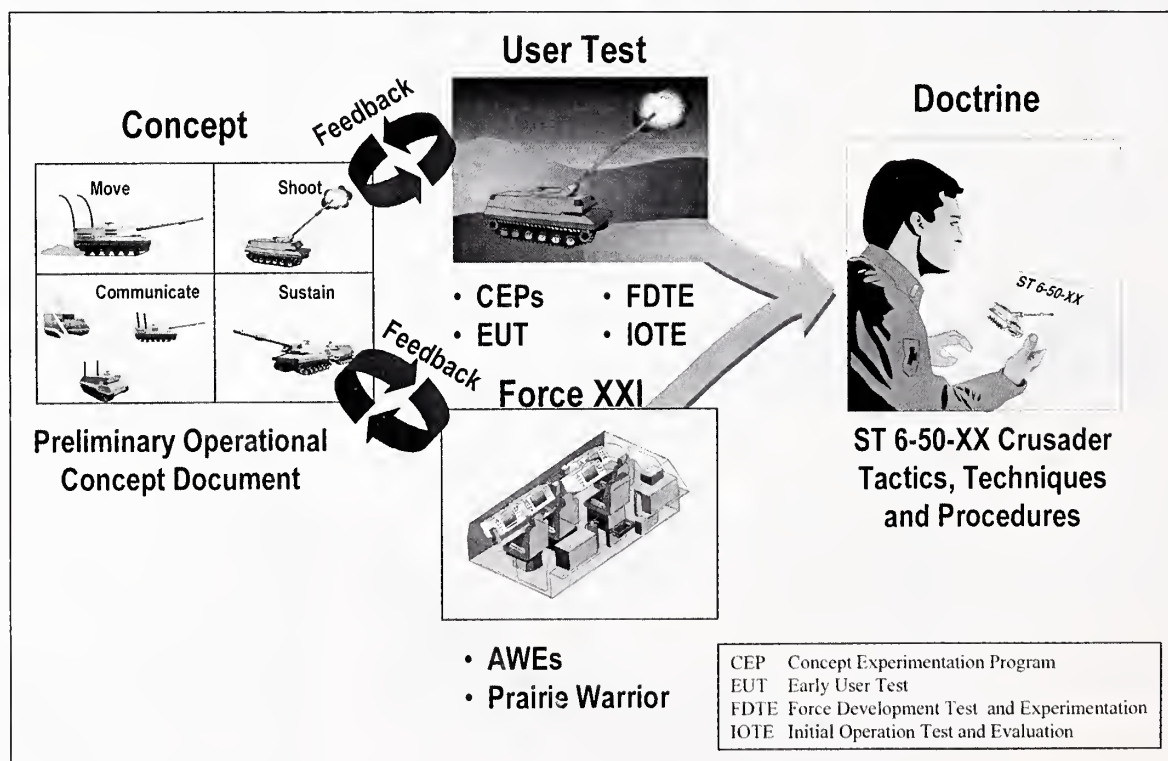 User Test
Feedback
Concept
Doctrine
Move
Shoot
Communicate
Sustain
Feedback
Preliminary Operational
Concept Document
• CEPs • FDTE
• EUT • IOTE
Force XXI
• AWEs
• Prairie Warrior
ST 6-50-XX
ST 6-50-XX Crusader
Tactics, Techniques
and Procedures
CEP Concept Experimentation Program
EUT Early User Test
FDTE Force Development Test and Experimentation
IOTE Initial Operation Test and Evaluation